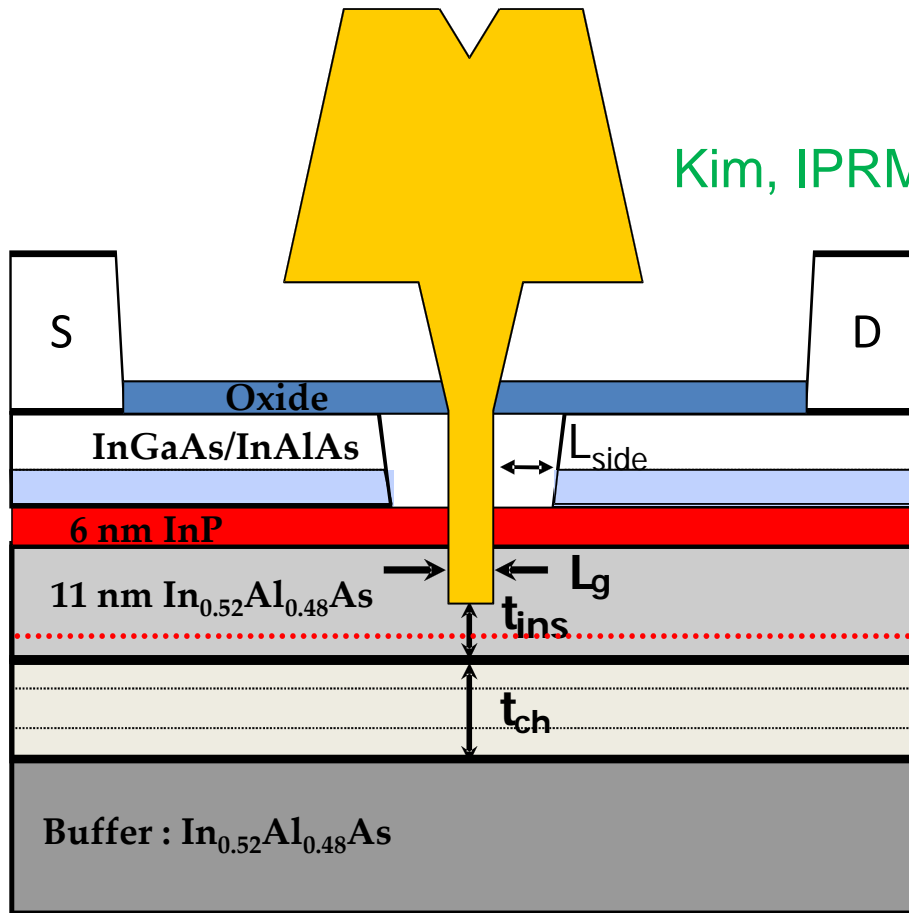 Kim, IPRM
S
D
Oxide
InGaAs/InAlAs
Lside
6 nm InP
Lg
11 nm In0.52Al0.48As
tins
tch
Buffer : In0.52Al0.48As